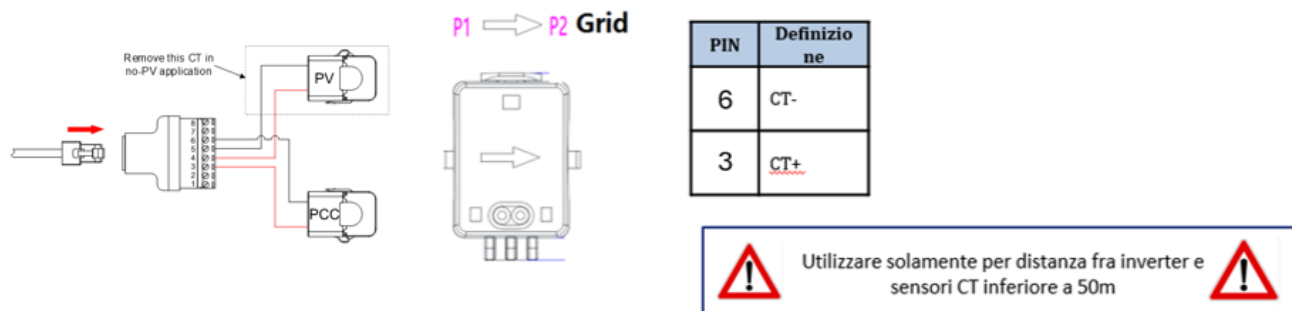 Remove this CT in
no-PV application
PV
8
7
6
5
4
3
2
1
PCC
P1 P2 Grid
PIN Definizio
ne
6 CT-
3 CT+
Utilizzare solamente per distanza fra inverter e
sensori CT inferiore a 50m